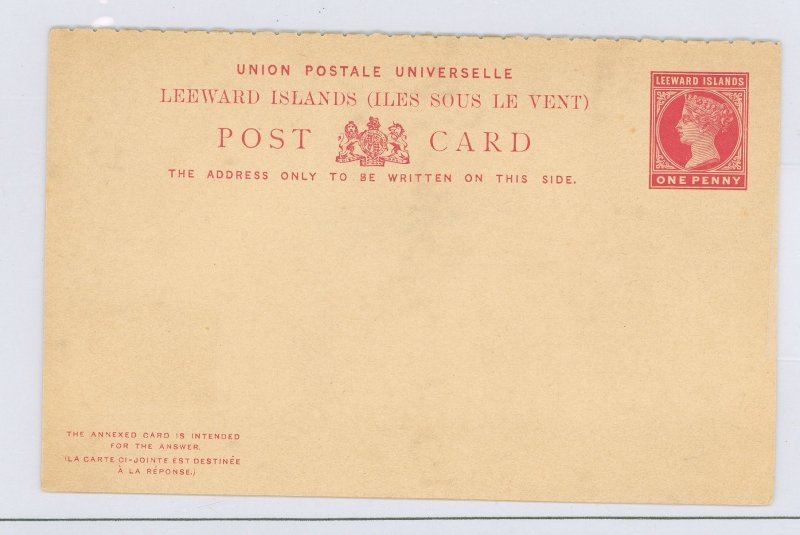 UNION POSTALE UNIVERSELLE
LEEWARD ISLANDS (ILES SOUS LE VENT)
POST CARD
THE ADDRESS ONLY TO BE WRITTEN ON THIS SIDE.
LEEWARD ISLANDS
ONE PENNY
THE ANNEXED CARD IS INTENDED
FOR THE ANSWER.
(LA CARTE CI-JOINTE EST DESTINÉE
À LA RÉPONSE.)